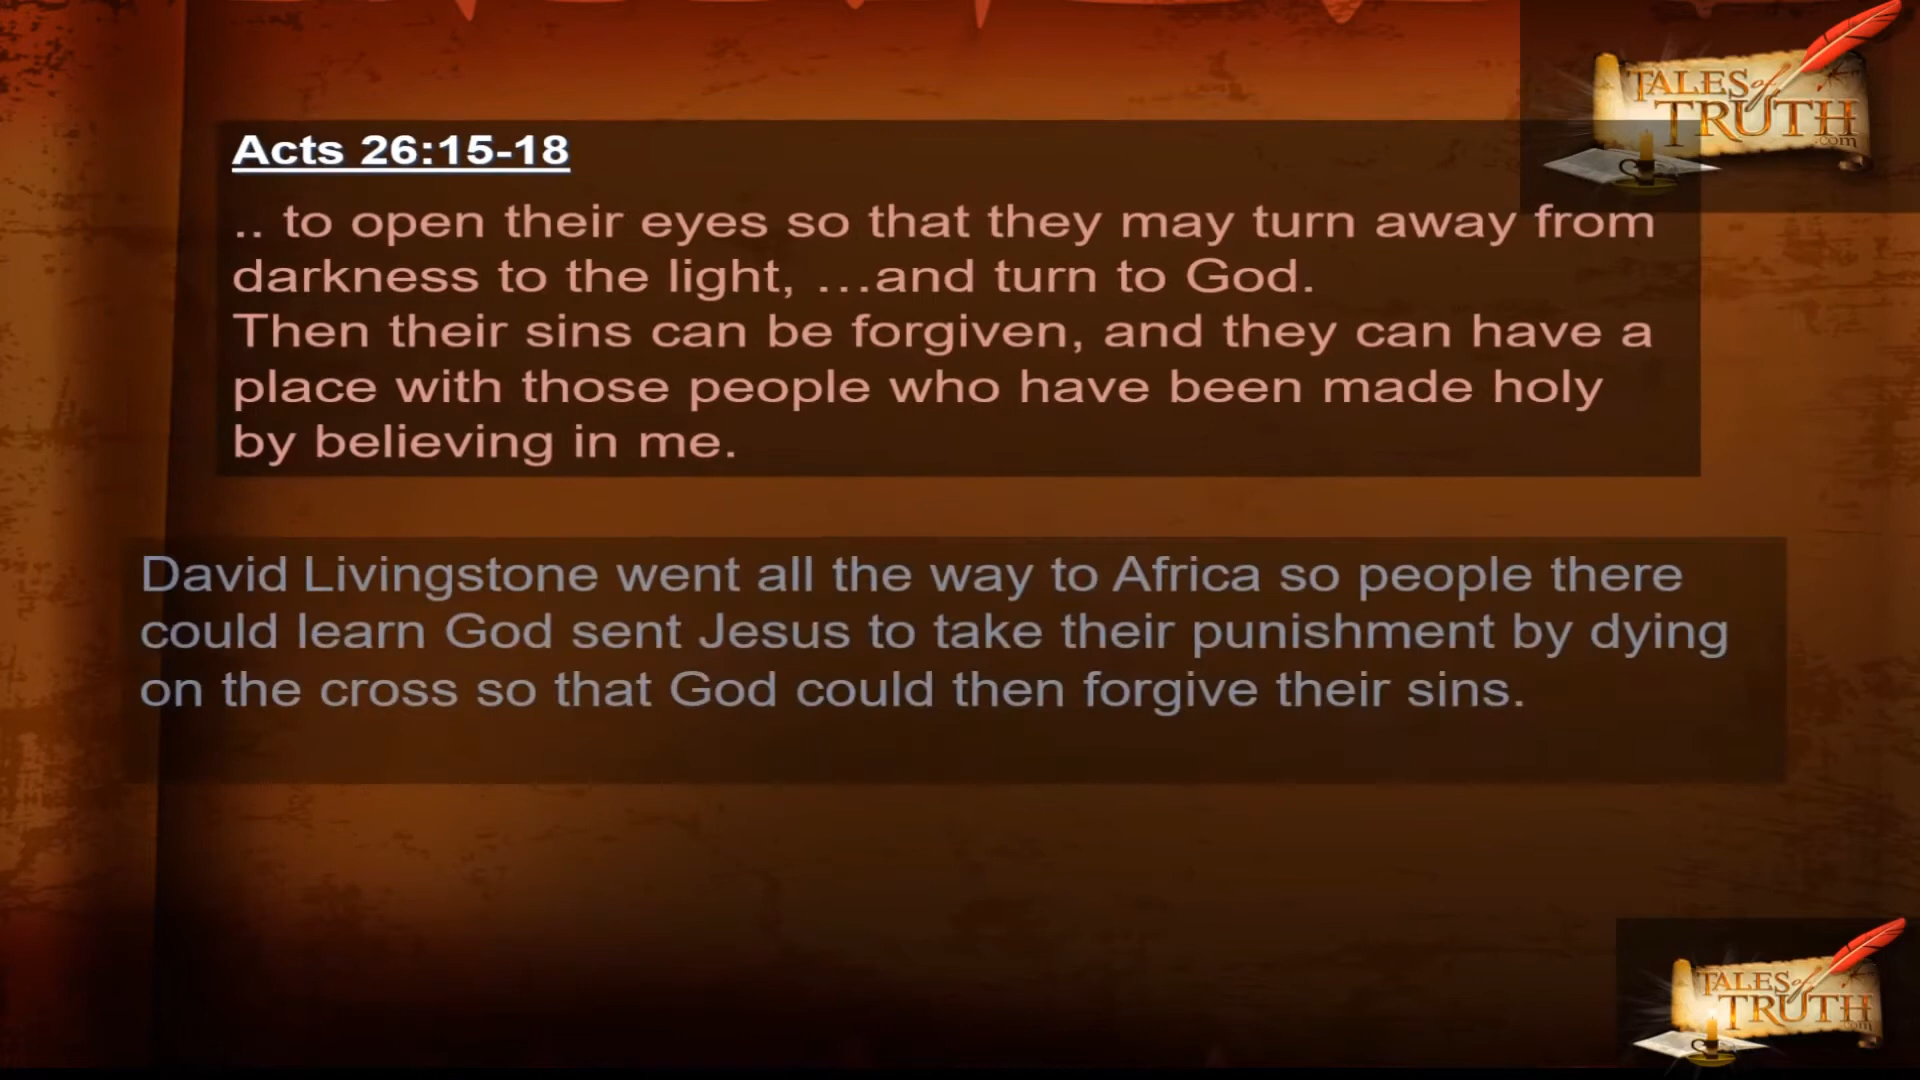 TALES of
TRUTH
.com
Acts 26:15-18
.. to open their eyes so that they may turn away from
darkness to the light, …and turn to God.
Then their sins can be forgiven, and they can have a
place with those people who have been made holy
by believing in me.
David Livingstone went all the way to Africa so people there
could learn God sent Jesus to take their punishment by dying
on the cross so that God could then forgive their sins.
TALES of
TRUTH
.com